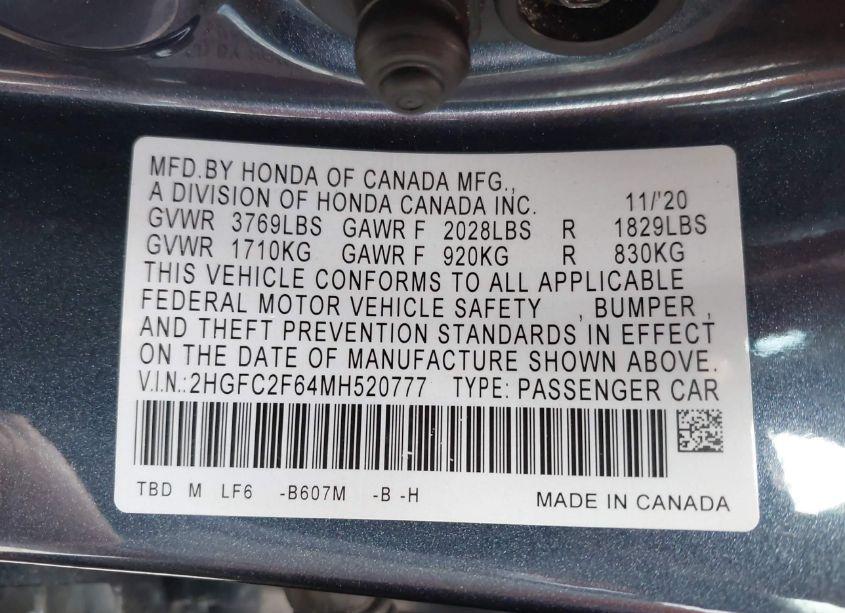 MFD.BY HONDA OF CANADA MFG.,
A DIVISION OF HONDA CANADA INC. 11/'20
GVWR 3769LBS GAWR F 2028LBS R 1829LBS
GVWR 1710KG GAWR F 920KG R 830KG
THIS VEHICLE CONFORMS TO ALL APPLICABLE
FEDERAL MOTOR VEHICLE SAFETY , BUMPER ,
AND THEFT PREVENTION STANDARDS IN EFFECT
ON THE DATE OF MANUFACTURE SHOWN ABOVE.
V.I.N.:2HGFC2F64MH520777 TYPE: PASSENGER CAR
TBD M LF6 -B607M -B -H MADE IN CANADA